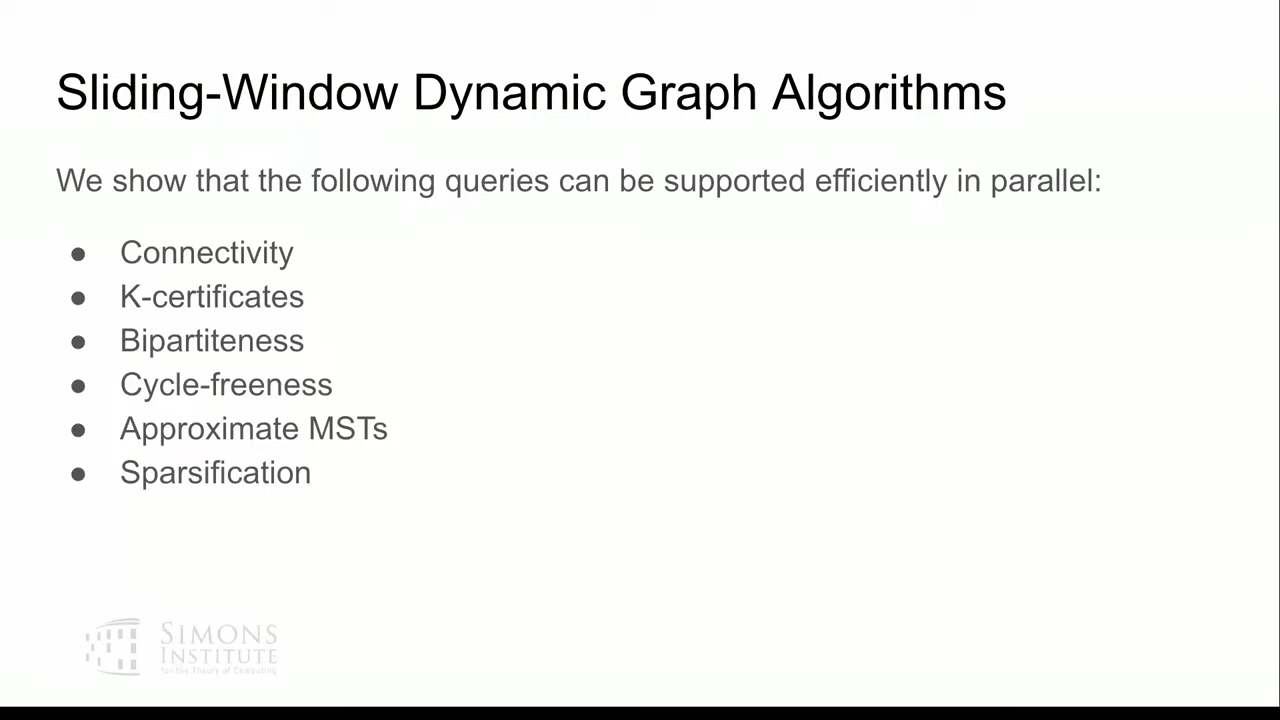 Sliding-Window Dynamic Graph Algorithms
We show that the following queries can be supported efficiently in parallel:
● Connectivity
● K-certificates
● Bipartiteness
● Cycle-freeness
● Approximate MSTs
● Sparsification
SIMONS
INSTITUTE
for the Theory of Computing